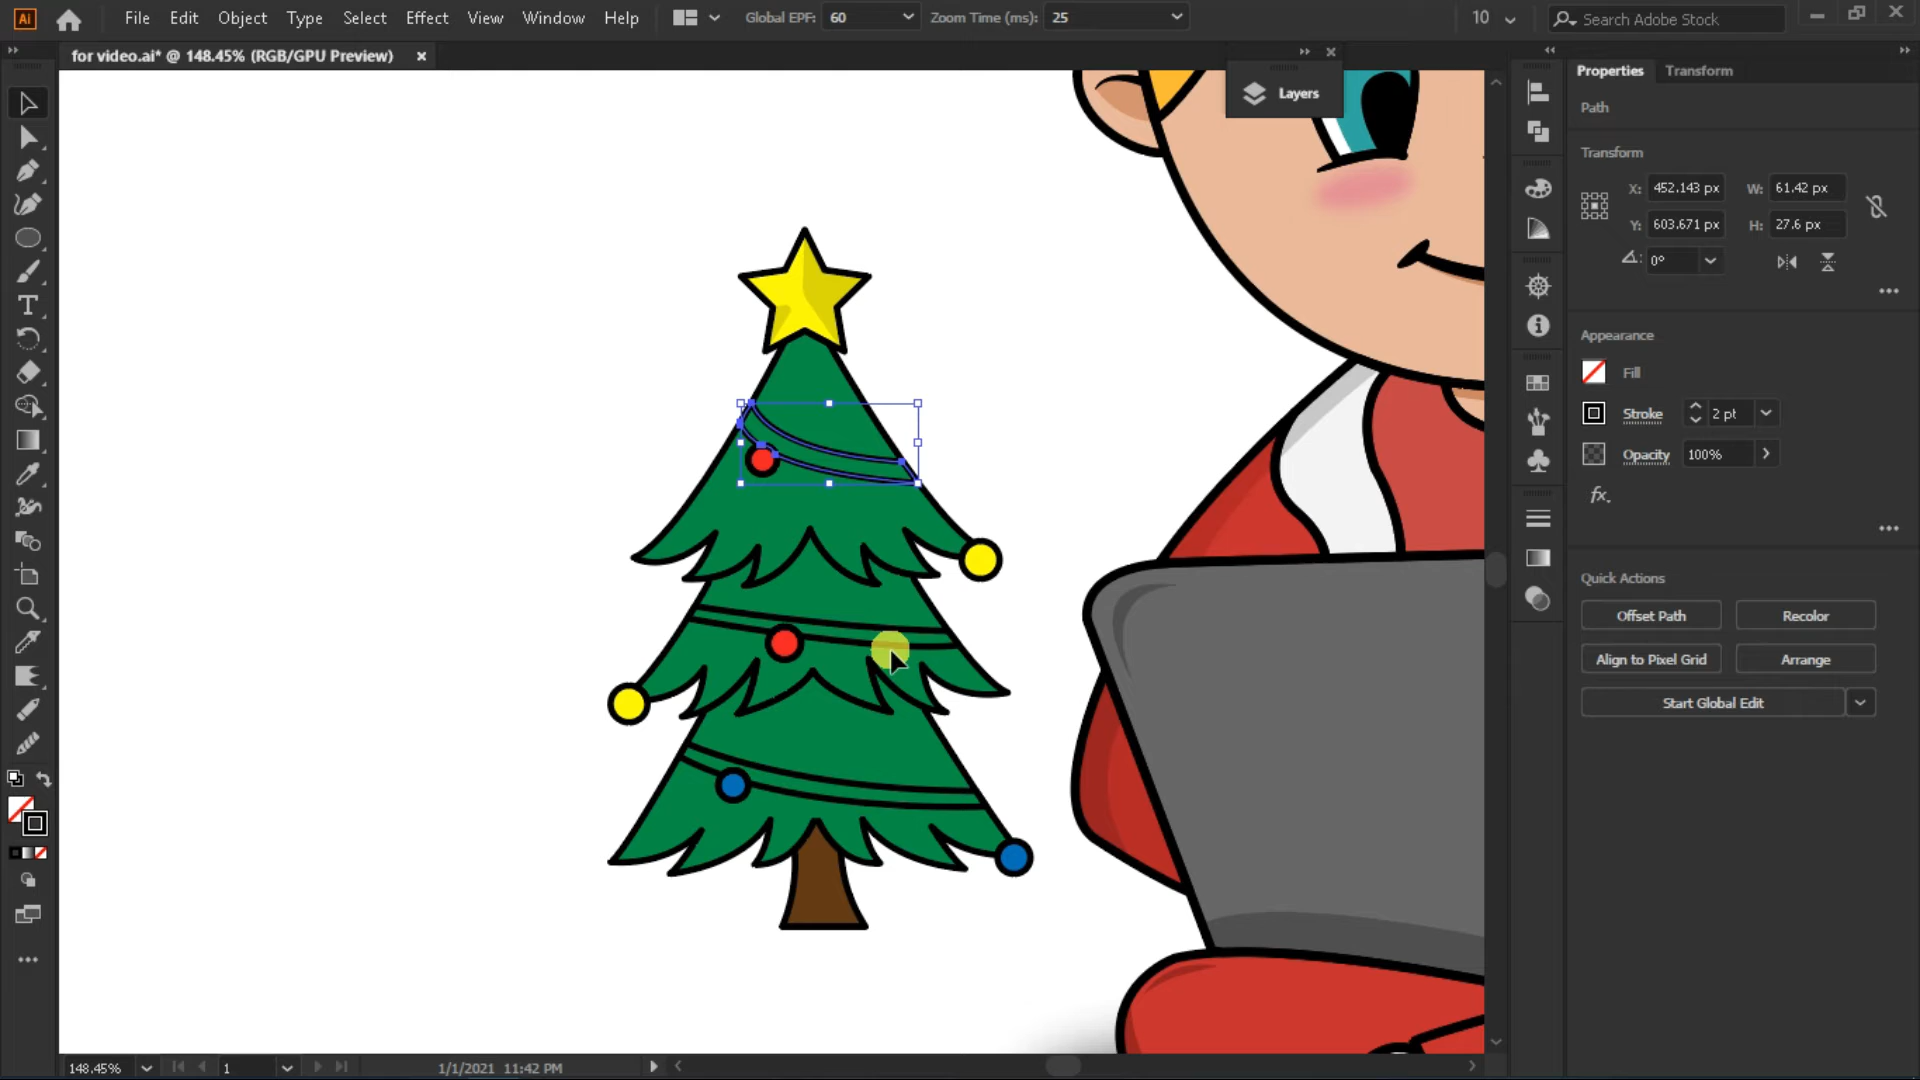 Ai File Edit Object Type Select Effect View Window Help Global EPF: 60 Zoom Time (ms): 25 10 Search Adobe Stock
for video.ai* @ 148.45% (RGB/GPU Preview)
Layers
Properties Transform
Path
Transform
X: 452.143 px W: 61.42 px
Y: 603.671 px H: 27.6 px
0°
Appearance
Fill
Stroke 2 pt
Opacity 100%
fx.
Quick Actions
Offset Path Recolor
Align to Pixel Grid Arrange
Start Global Edit
148.45% 1 1/1/2021 11:42 PM